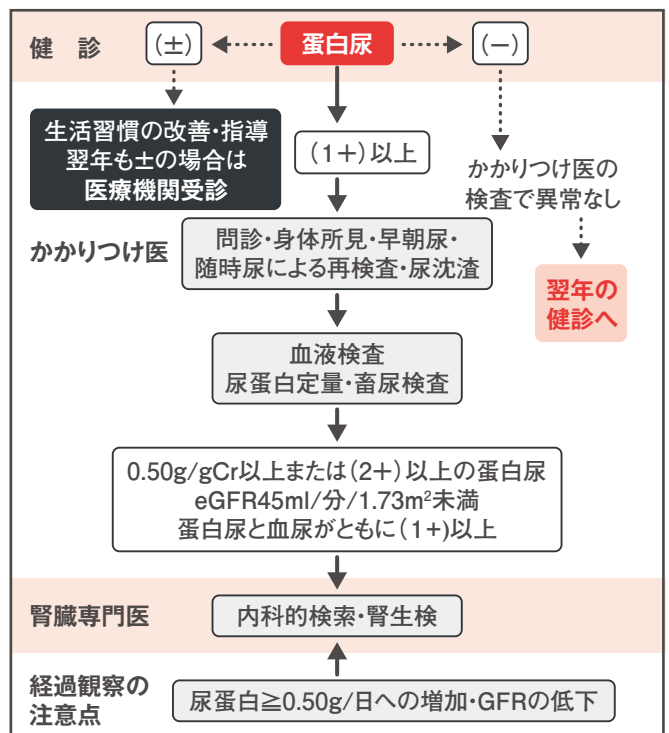 健　診
(±)
蛋白尿
(−)
生活習慣の改善・指導
翌年も±の場合は
医療機関受診
(1+)以上
かかりつけ医の
検査で異常なし
かかりつけ医
問診・身体所見・早朝尿・
随時尿による再検査・尿沈渣
翌年の
健診へ
血液検査
尿蛋白定量・畜尿検査
0.50g/gCr以上または(2+)以上の蛋白尿
eGFR45ml/分/1.73m²未満
蛋白尿と血尿がともに(1+)以上
腎臓専門医
内科的検索・腎生検
経過観察の
注意点
尿蛋白≧0.50g/日への増加・GFRの低下